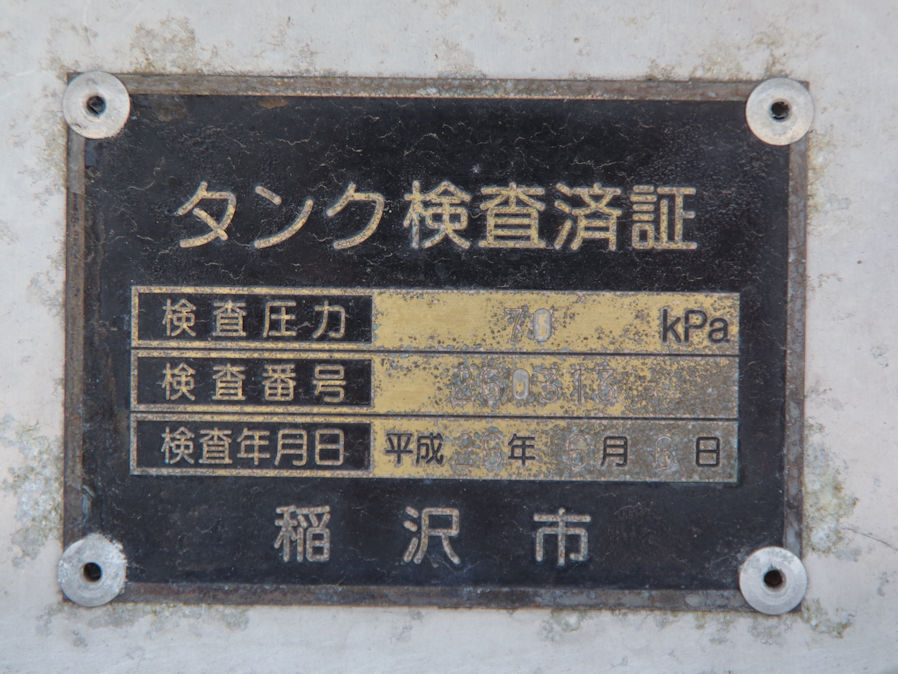 タンク検査済証
検査圧力 70 kPa
検査番号
検査年月日 平成 年 月 日
稲沢市